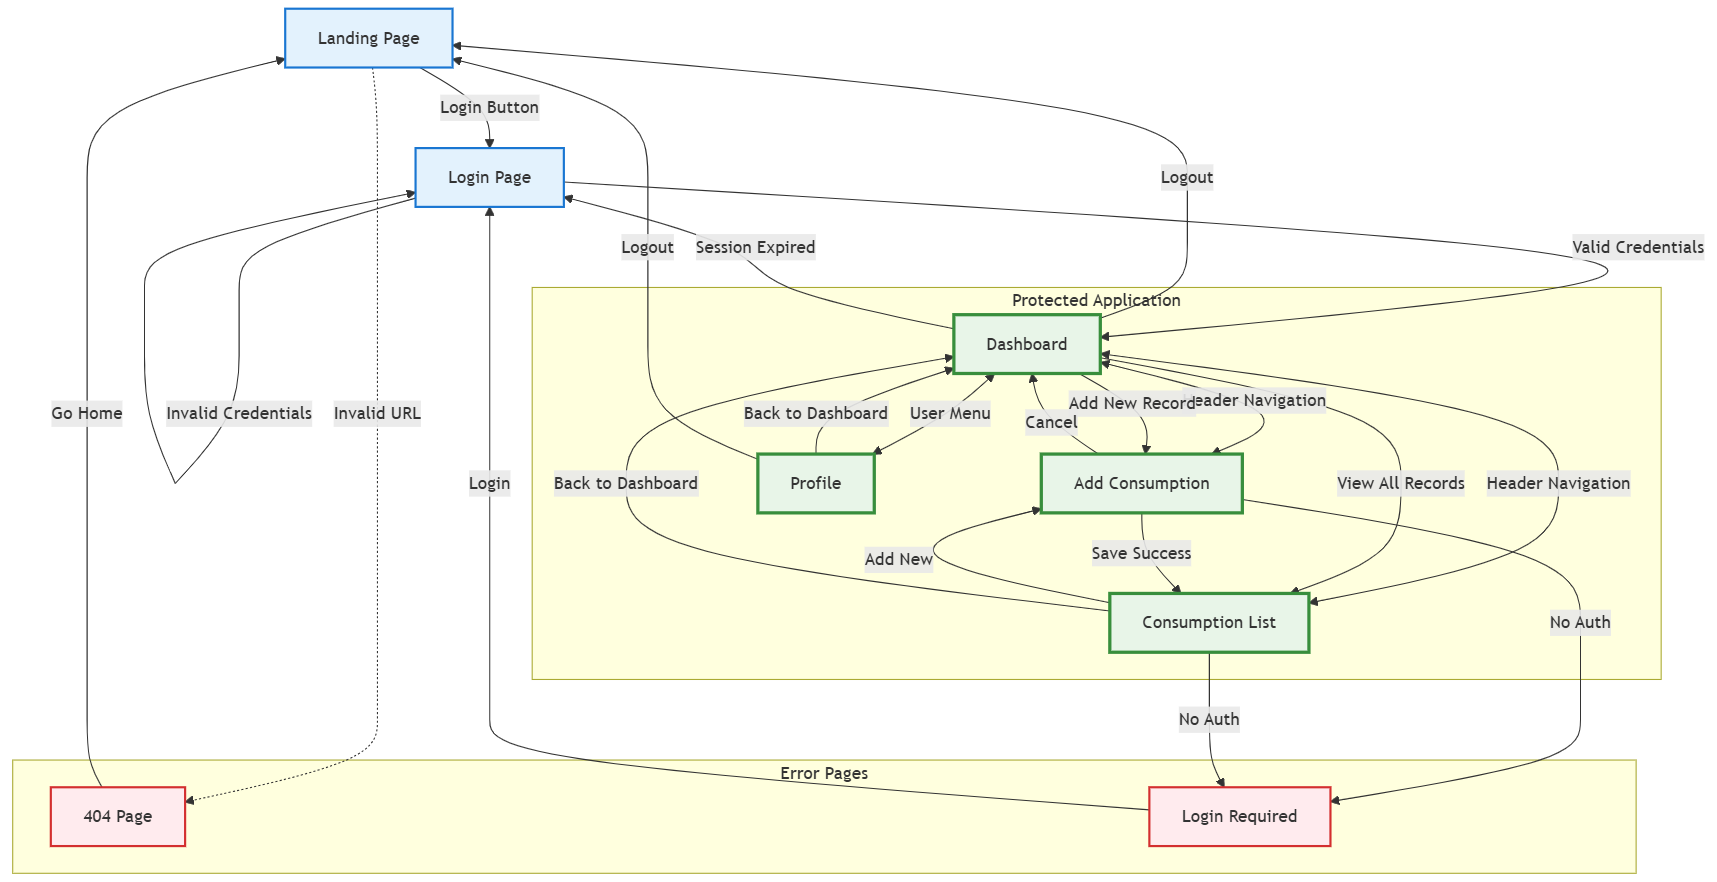 Landing Page
Login Button
Login Page
Logout
Logout
Session Expired
Valid Credentials
Protected Application
Dashboard
Go Home
Invalid Credentials
Invalid URL
Back to Dashboard
User Menu
Cancel
Add New Record
eader Navigation
Login
Back to Dashboard
Profile
Add Consumption
View All Records
Header Navigation
Add New
Save Success
Consumption List
No Auth
No Auth
Error Pages
404 Page
Login Required